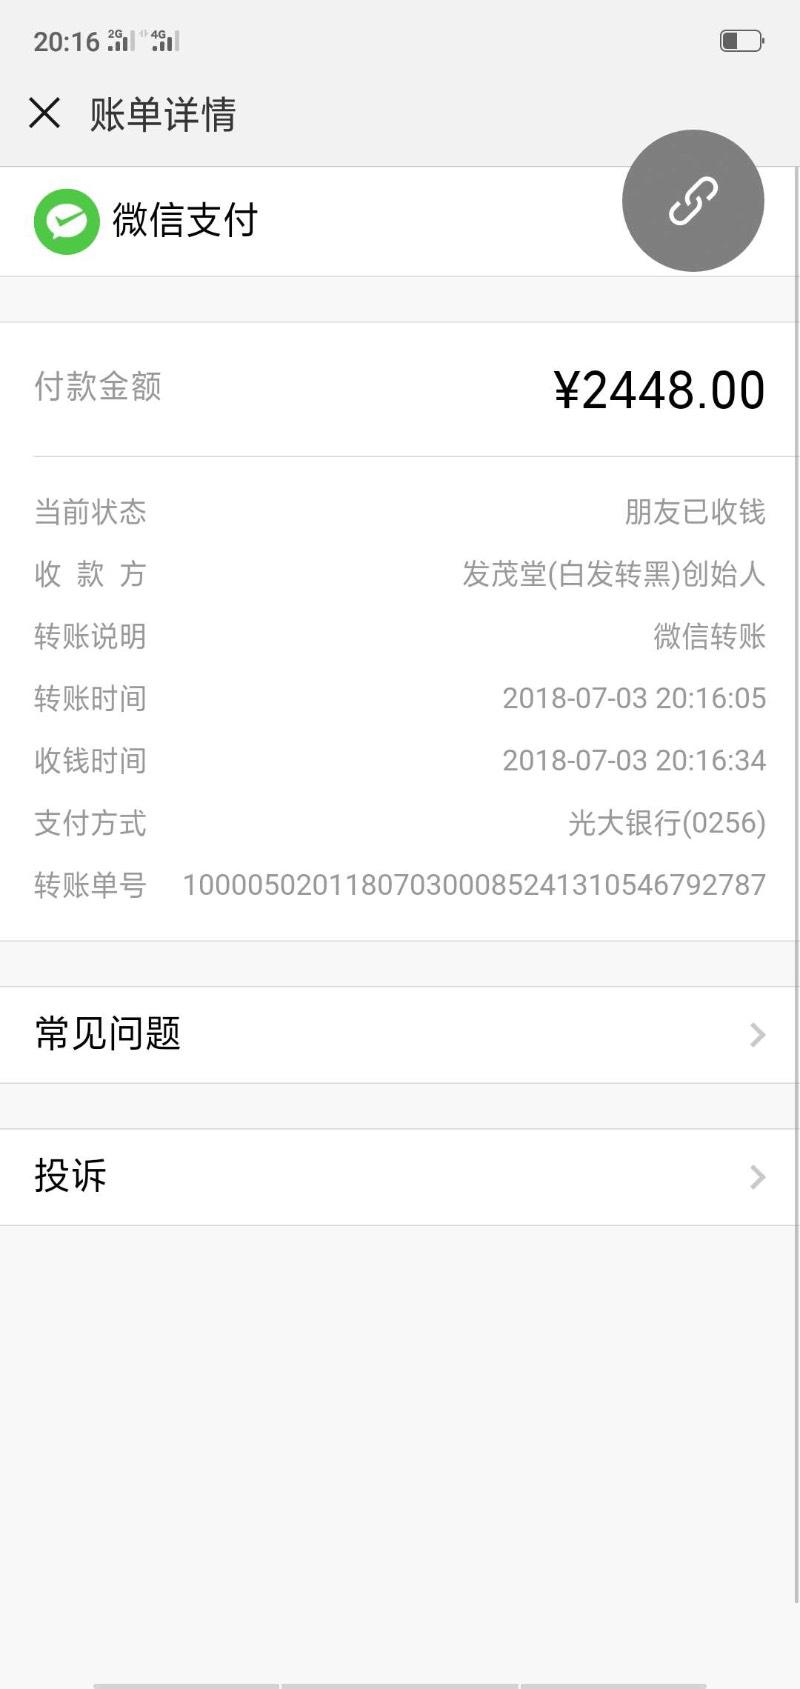 20:16 2G 4G
账单详情
微信支付
付款金额 ¥2448.00
当前状态 朋友已收钱
收款方 发茂堂(白发转黑)创始人
转账说明 微信转账
转账时间 2018-07-03 20:16:05
收钱时间 2018-07-03 20:16:34
支付方式 光大银行(0256)
转账单号 100005020118070300085241310546792787
常见问题
投诉